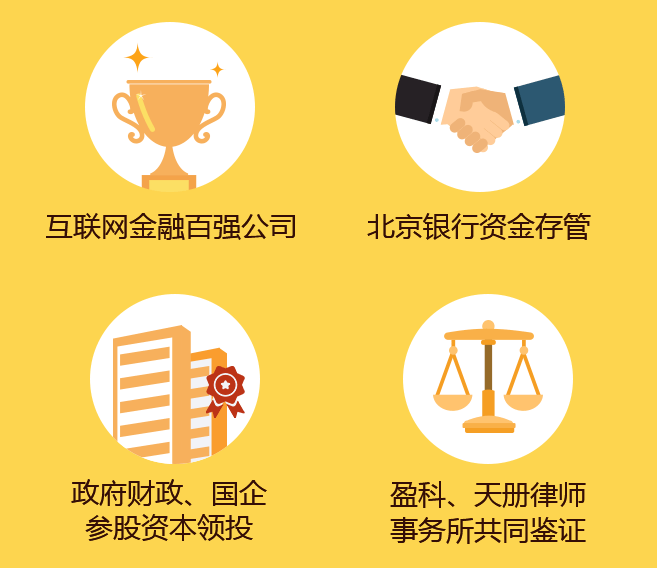 互联网金融百强公司
北京银行资金存管
政府财政、国企
参股资本领投
盈科、天册律师
事务所共同鉴证